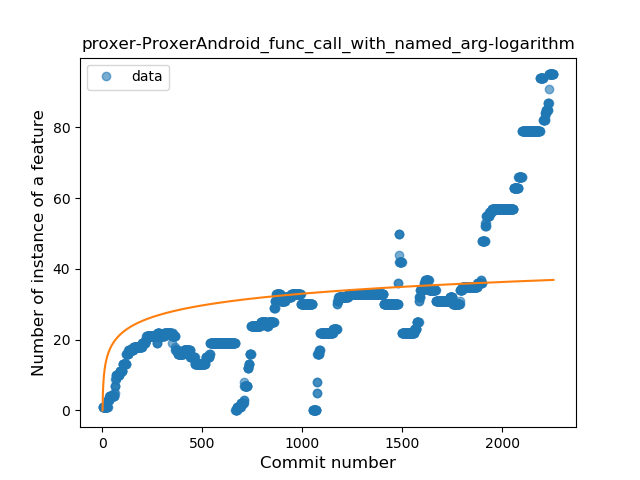 proxer-ProxerAndroid_func_call_with_named_arg-logarithm
data
Number of instance of a feature
80
60
40
20
0
0 500 1000 1500 2000
Commit number